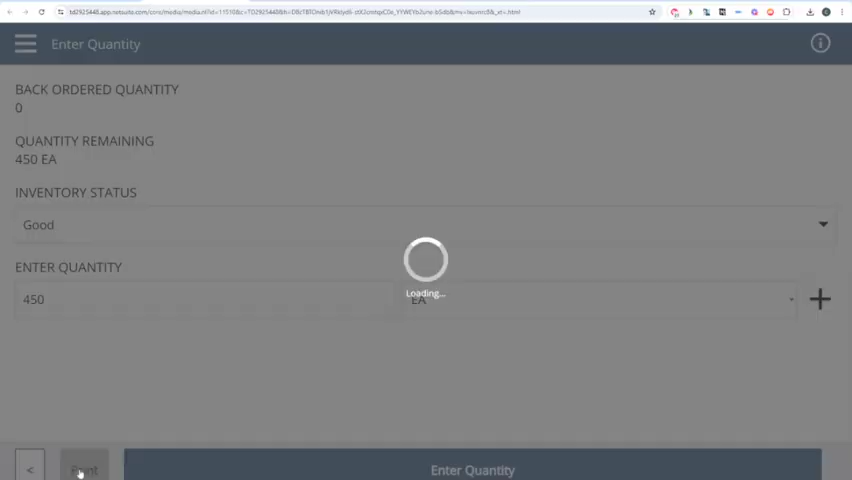 Enter Quantity
BACK ORDERED QUANTITY
0
QUANTITY REMAINING
450 EA
INVENTORY STATUS
Good
ENTER QUANTITY
450
EA
Loading...
<
Print
Enter Quantity